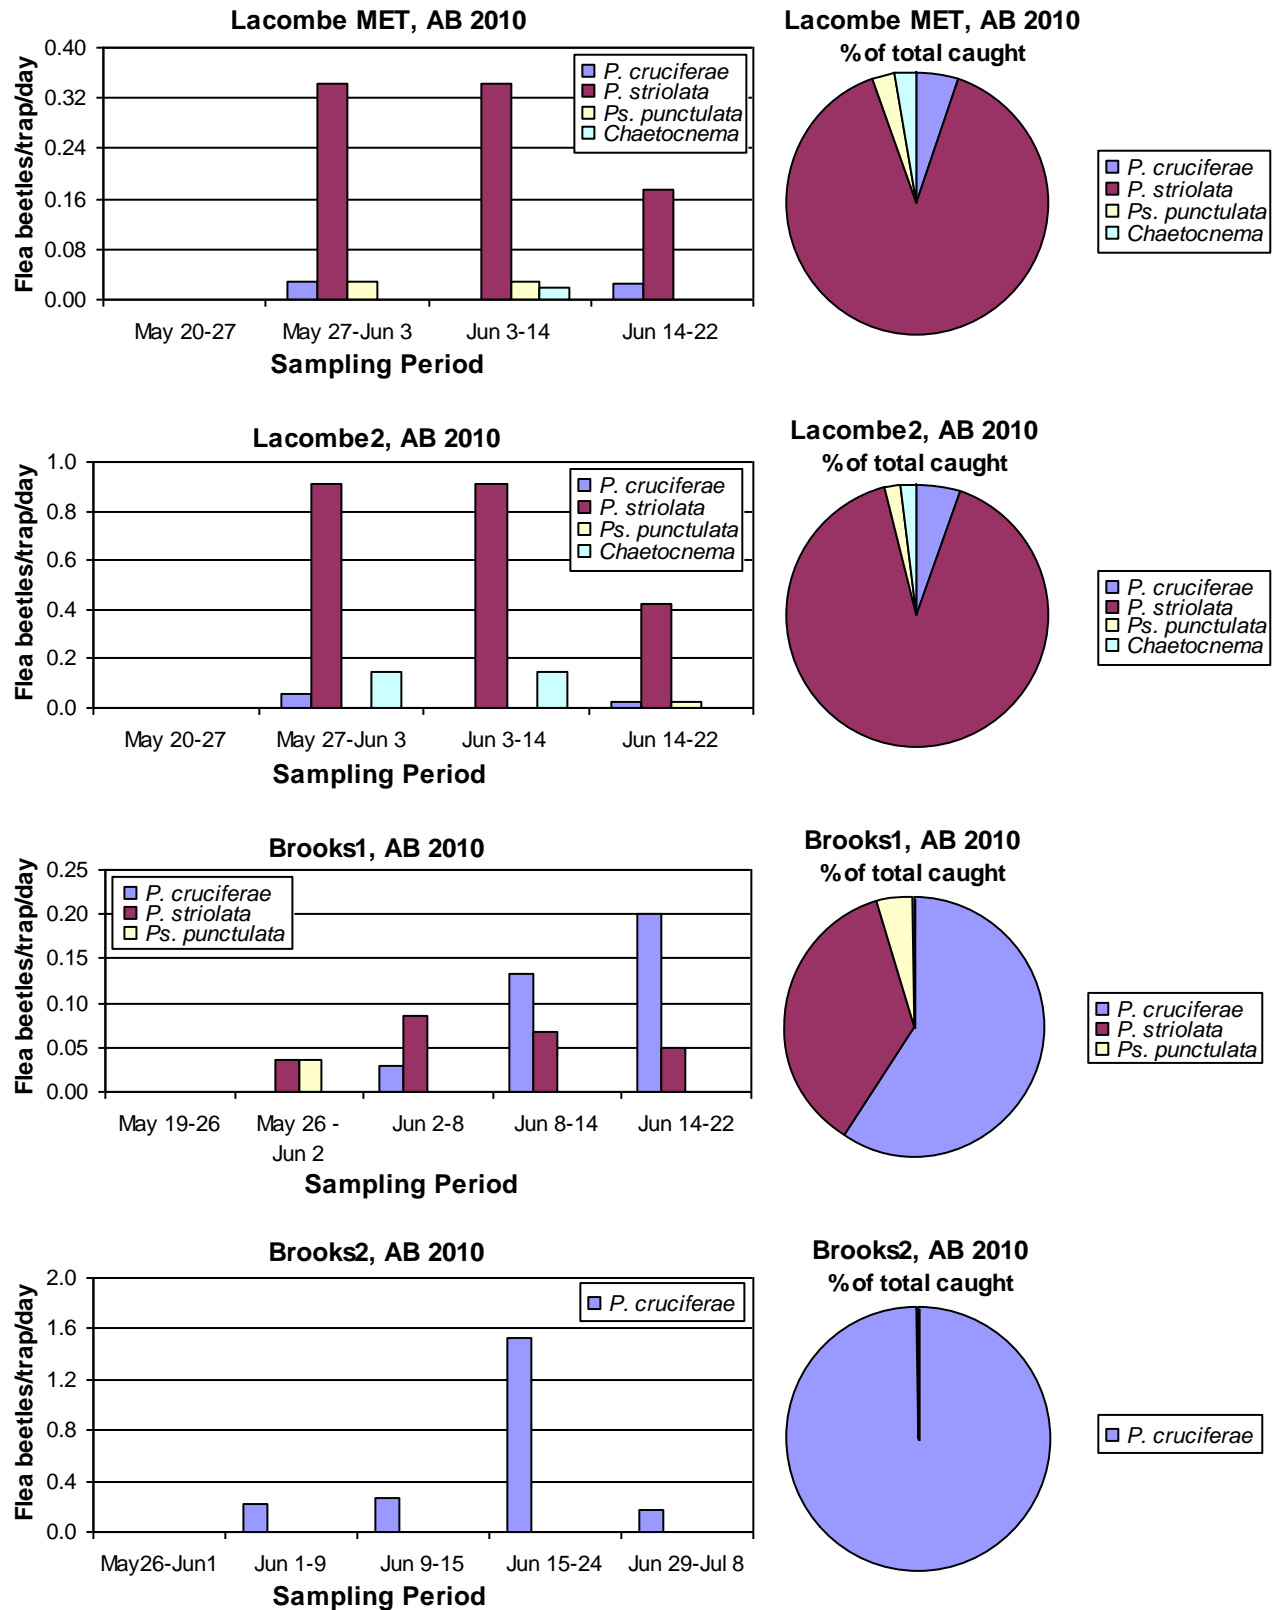 Lacombe MET, AB 2010
Flea beetles/trap/day
0.40
0.32
0.24
0.16
0.08
0.00
P. cruciferae
P. striolata
Ps. punctulata
Chaetocnema
May 20-27
May 27-Jun 3
Jun 3-14
Jun 14-22
Sampling Period
Lacombe MET, AB 2010
% of total caught
P. cruciferae
P. striolata
Ps. punctulata
Chaetocnema
Lacombe2, AB 2010
Flea beetles/trap/day
1.0
0.8
0.6
0.4
0.2
0.0
P. cruciferae
P. striolata
Ps. punctulata
Chaetocnema
May 20-27
May 27-Jun 3
Jun 3-14
Jun 14-22
Sampling Period
Lacombe2, AB 2010
% of total caught
P. cruciferae
P. striolata
Ps. punctulata
Chaetocnema
Brooks1, AB 2010
Flea beetles/trap/day
0.25
0.20
0.15
0.10
0.05
0.00
P. cruciferae
P. striolata
Ps. punctulata
May 19-26
May 26 -
Jun 2
Jun 2-8
Jun 8-14
Jun 14-22
Sampling Period
Brooks1, AB 2010
% of total caught
P. cruciferae
P. striolata
Ps. punctulata
Brooks2, AB 2010
Flea beetles/trap/day
2.0
1.6
1.2
0.8
0.4
0.0
P. cruciferae
May26-Jun1
Jun 1-9
Jun 9-15
Jun 15-24
Jun 29-Jul 8
Sampling Period
Brooks2, AB 2010
% of total caught
P. cruciferae